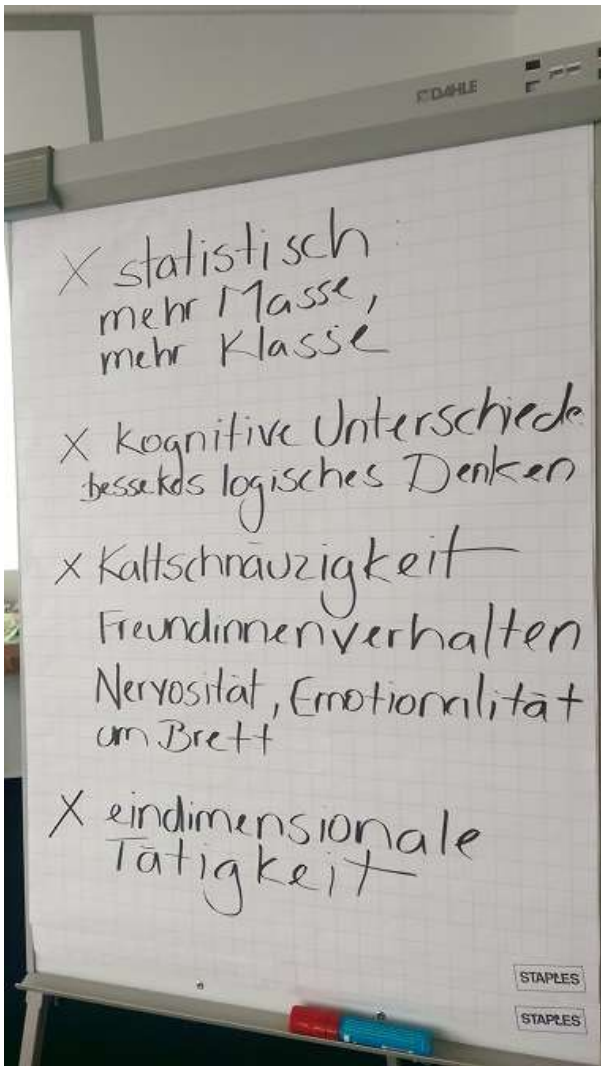 DAHLE
X statistisch :
mehr Masse,
mehr Klasse
X kognitive Unterschiede
logisches Denken
X Kaltschnäuzigkeit
Freundinnenverhalten
Nervosität, Emotionalität
am Brett
X eindimensionale
Tätigkeit
STAPLES
STAPLES